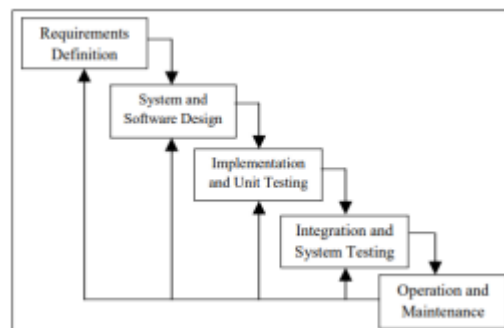 Requirements
Definition
System and
Software Design
Implementation
and Unit Testing
Integration and
System Testing
Operation and
Maintenance